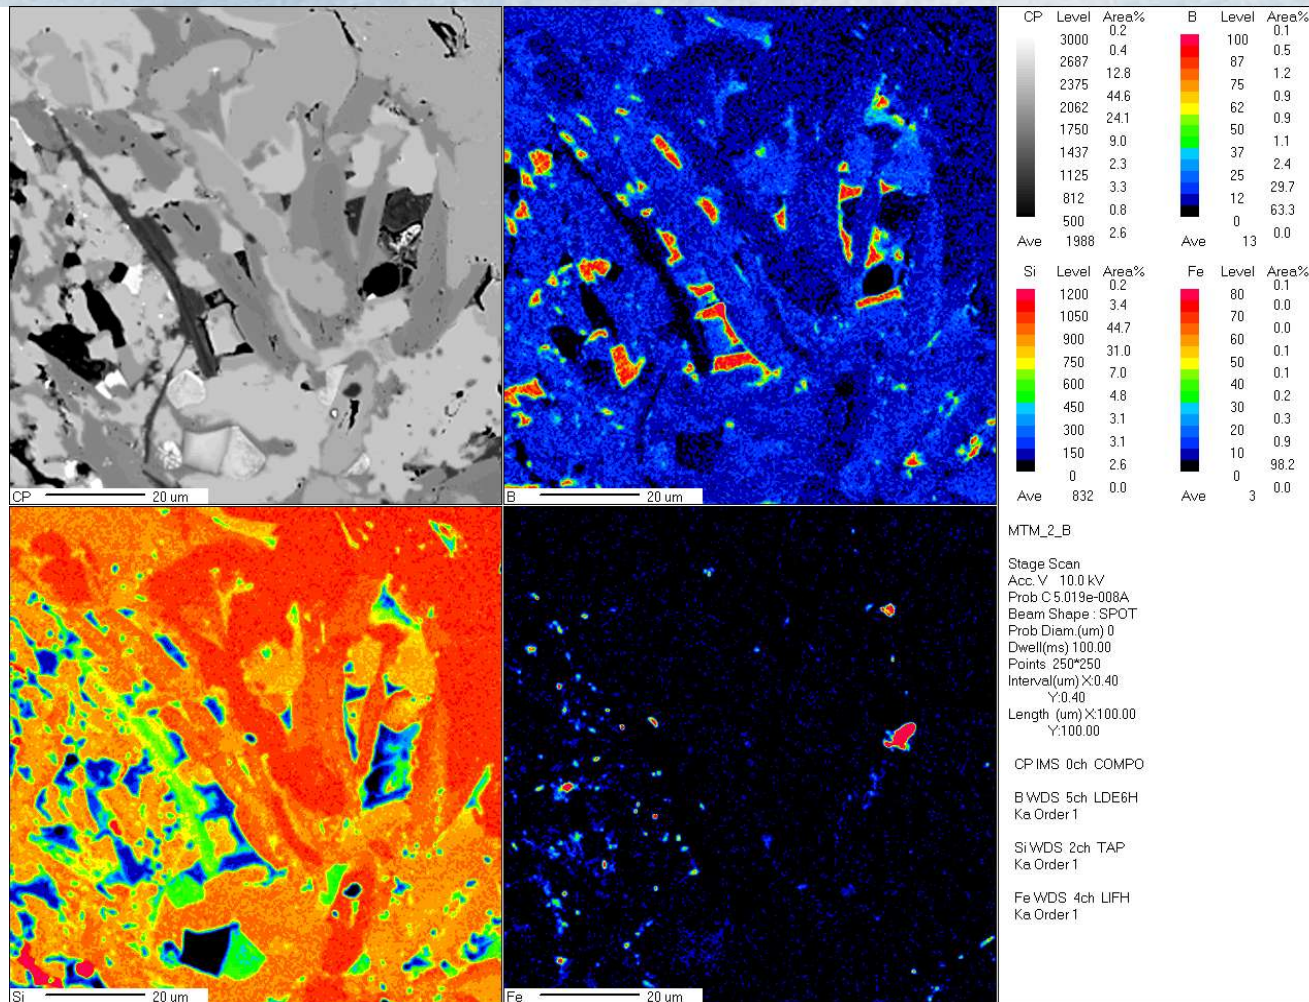 CP Level Area%
0.2
3000 0.4
2687 12.8
2375 44.6
2062 24.1
1750 9.0
1437 2.3
1125 3.3
812 0.8
500 2.6
Ave 1988
B Level Area%
0.1
100 0.5
87 1.2
75 0.9
62 0.9
50 1.1
37 2.4
25 29.7
12 63.3
0 0.0
Ave 13
Si Level Area%
0.2
1200 3.4
1050 44.7
900 31.0
750 7.0
600 4.8
450 3.1
300 3.1
150 2.6
0 0.0
Ave 832
Fe Level Area%
0.1
80 0.0
70 0.0
60 0.1
50 0.1
40 0.2
30 0.3
20 0.9
10 98.2
0 0.0
Ave 3
CP 20 um
B 20 um
Si 20 um
Fe 20 um
MTM_2_B
Stage Scan
Acc. V 10.0 kV
Prob C 5.019e-008A
Beam Shape : SPOT
Prob Diam.(um) 0
Dwell(ms) 100.00
Points 250*250
Interval(um) X:0.40
Y:0.40
Length (um) X:100.00
Y:100.00
CP IMS 0ch COMPO
B WDS 5ch LDE6H
Ka Order 1
Si WDS 2ch TAP
Ka Order 1
Fe WDS 4ch LIFH
Ka Order 1